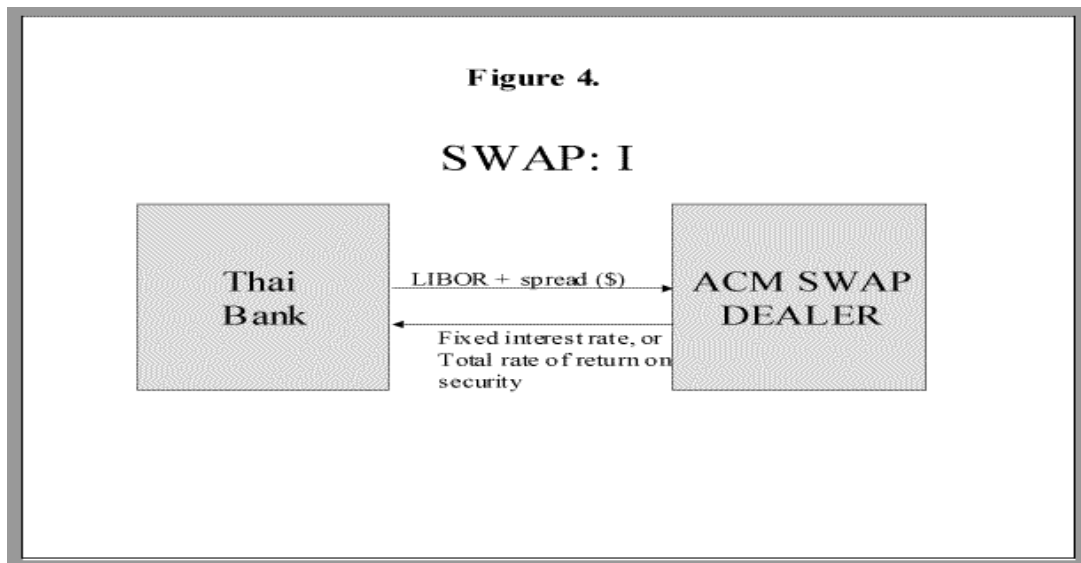 Figure 4.
SWAP: I
Thai
Bank
LIBOR + spread ($)
ACM SWAP
DEALER
Fixed interest rate, or
Total rate of return on
security